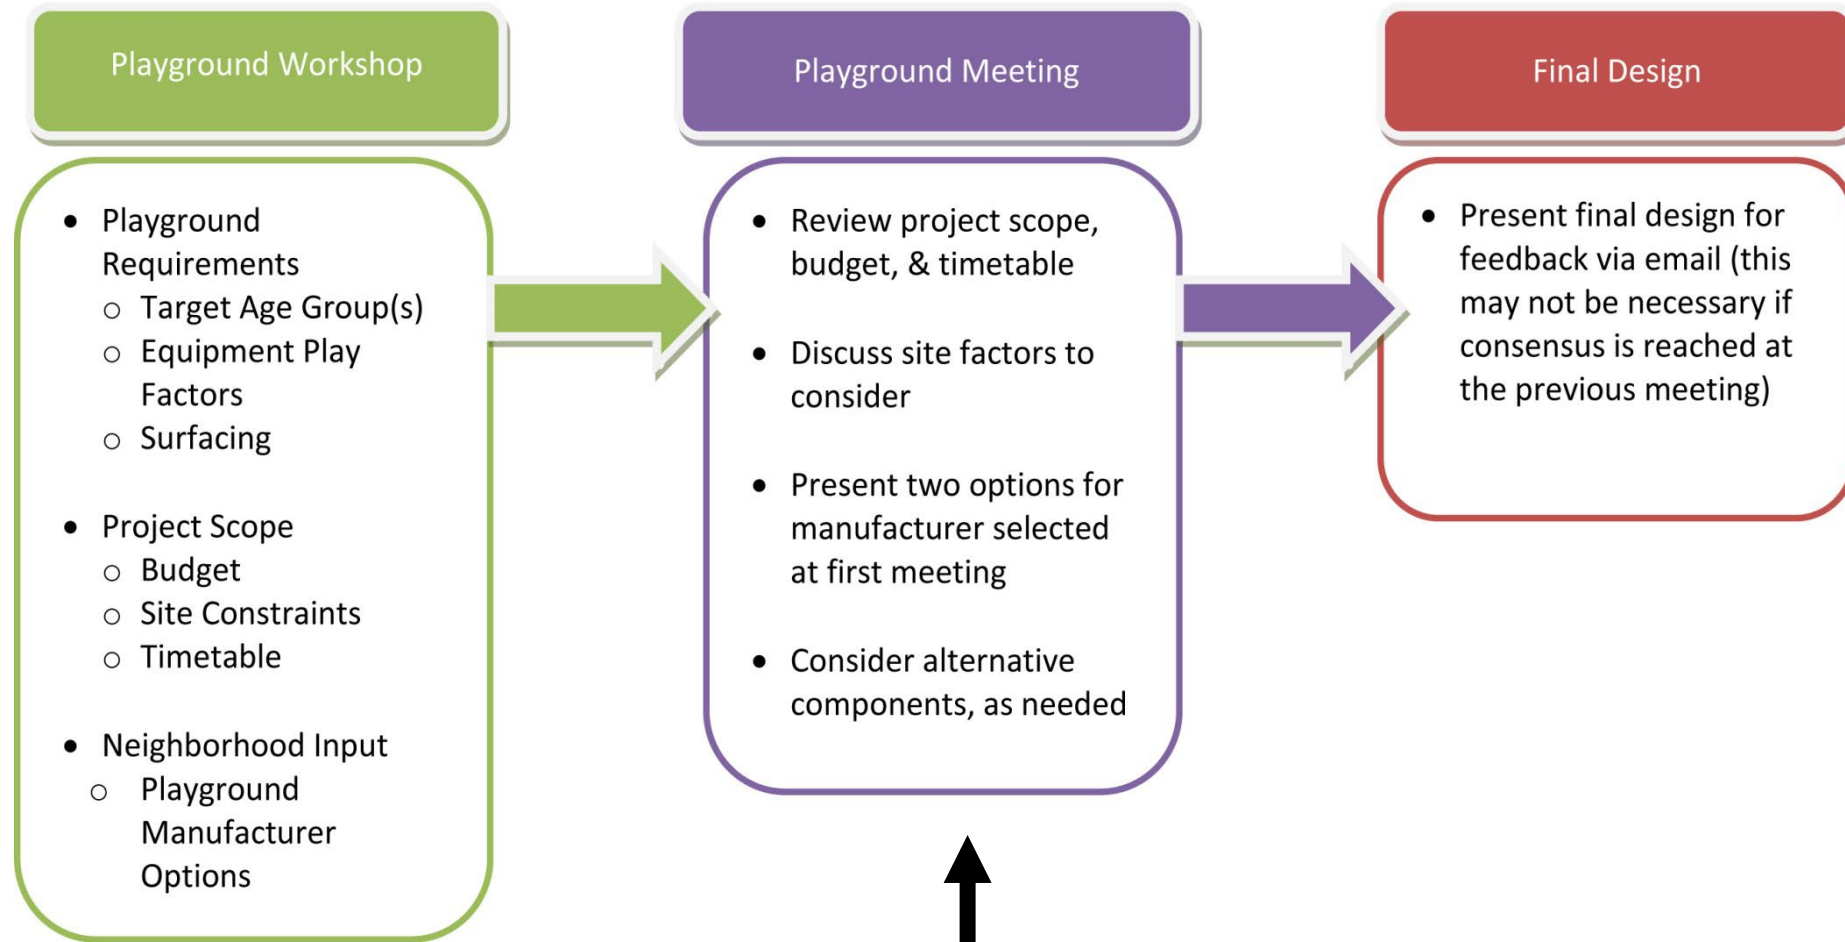 Playground Workshop
• Playground
Requirements
o Target Age Group(s)
o Equipment Play
Factors
o Surfacing
• Project Scope
o Budget
o Site Constraints
o Timetable
• Neighborhood Input
o Playground
Manufacturer
Options
Playground Meeting
• Review project scope,
budget, & timetable
• Discuss site factors to
consider
• Present two options for
manufacturer selected
at first meeting
• Consider alternative
components, as needed
Final Design
• Present final design for
feedback via email (this
may not be necessary if
consensus is reached at
the previous meeting)